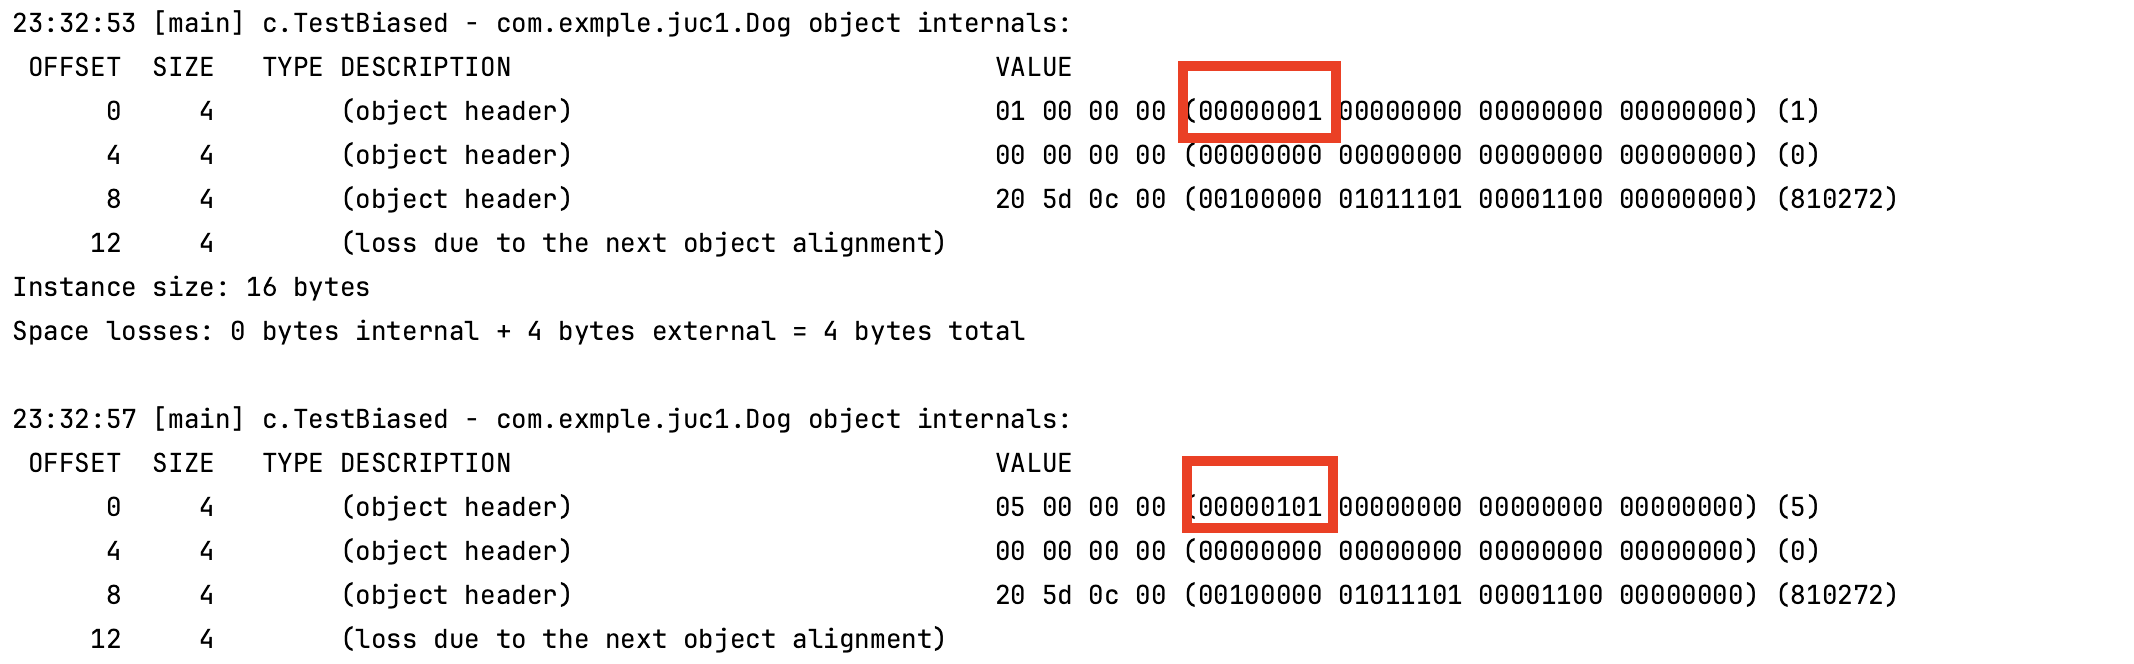 23:32:53 [main] c.TestBiased - com.exmple.juc1.Dog object internals:
OFFSET  SIZE   TYPE DESCRIPTION                               VALUE
0     4        (object header)                           01 00 00 00 (00000001 00000000 00000000 00000000) (1)
4     4        (object header)                           00 00 00 00 (00000000 00000000 00000000 00000000) (0)
8     4        (object header)                           20 5d 0c 00 (00100000 01011101 00001100 00000000) (810272)
12     4        (loss due to the next object alignment)
Instance size: 16 bytes
Space losses: 0 bytes internal + 4 bytes external = 4 bytes total
23:32:57 [main] c.TestBiased - com.exmple.juc1.Dog object internals:
OFFSET  SIZE   TYPE DESCRIPTION                               VALUE
0     4        (object header)                           05 00 00 00 (00000101 00000000 00000000 00000000) (5)
4     4        (object header)                           00 00 00 00 (00000000 00000000 00000000 00000000) (0)
8     4        (object header)                           20 5d 0c 00 (00100000 01011101 00001100 00000000) (810272)
12     4        (loss due to the next object alignment)